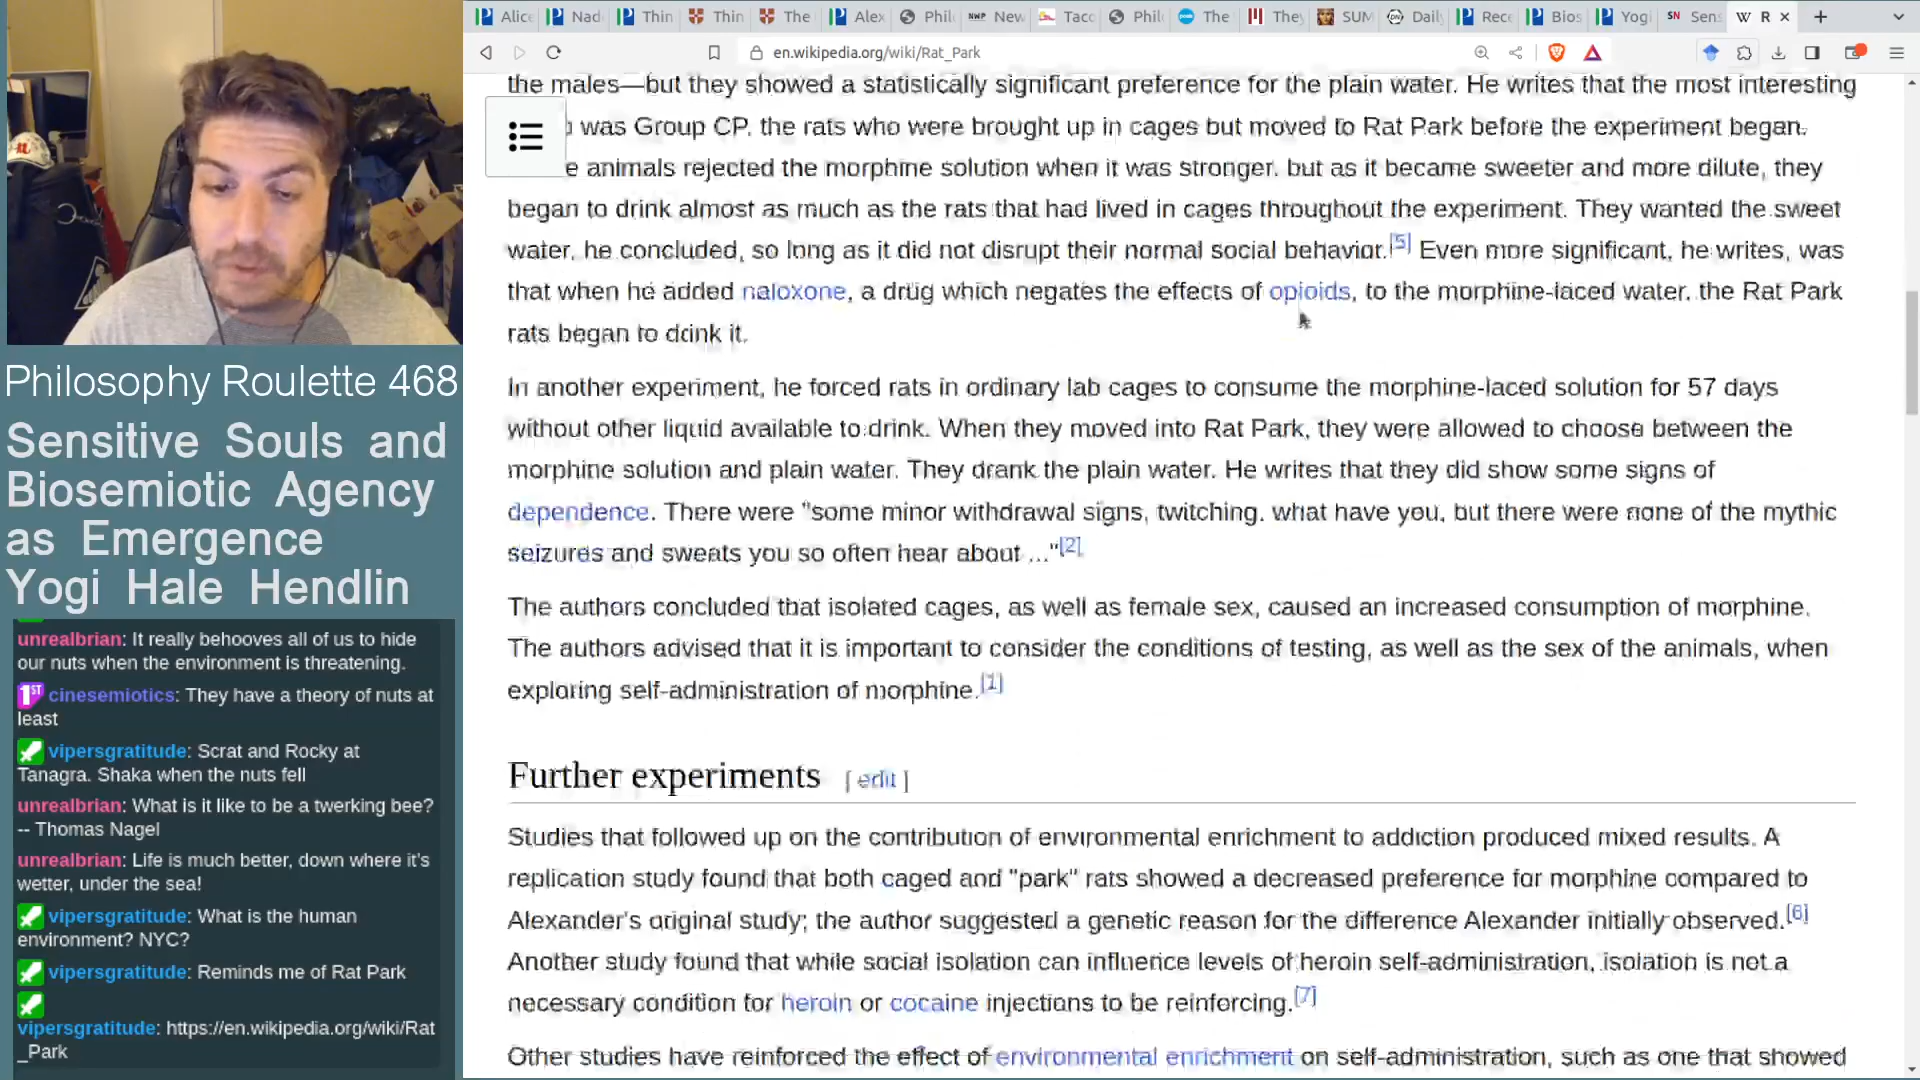 Alice
Nad
Thin
Thin
The
Alex
Phil
New
Taco
Phil
The
They
SUM
Daily
Rece
Bios
Yogi
Sens
R
en.wikipedia.org/wiki/Rat_Park
the males—but they showed a statistically significant preference for the plain water. He writes that the most interesting
was Group CP, the rats who were brought up in cages but moved to Rat Park before the experiment began.
e animals rejected the morphine solution when it was stronger, but as it became sweeter and more dilute, they
began to drink almost as much as the rats that had lived in cages throughout the experiment. They wanted the sweet
water, he concluded, so long as it did not disrupt their normal social behavior.[5] Even more significant, he writes, was
that when he added naloxone, a drug which negates the effects of opioids, to the morphine-laced water, the Rat Park
rats began to drink it.
In another experiment, he forced rats in ordinary lab cages to consume the morphine-laced solution for 57 days
without other liquid available to drink. When they moved into Rat Park, they were allowed to choose between the
morphine solution and plain water. They drank the plain water. He writes that they did show some signs of
dependence. There were "some minor withdrawal signs, twitching, what have you, but there were none of the mythic
seizures and sweats you so often hear about ..."[2]
The authors concluded that isolated cages, as well as female sex, caused an increased consumption of morphine.
The authors advised that it is important to consider the conditions of testing, as well as the sex of the animals, when
exploring self-administration of morphine.[1]
Further experiments [ edit ]
Studies that followed up on the contribution of environmental enrichment to addiction produced mixed results. A
replication study found that both caged and "park" rats showed a decreased preference for morphine compared to
Alexander's original study; the author suggested a genetic reason for the difference Alexander initially observed.[6]
Another study found that while social isolation can influence levels of heroin self-administration, isolation is not a
necessary condition for heroin or cocaine injections to be reinforcing.[7]
Other studies have reinforced the effect of environmental enrichment on self-administration, such as one that showed
Philosophy Roulette 468
Sensitive Souls and
Biosemiotic Agency
as Emergence
Yogi Hale Hendlin
unrealbrian: It really behooves all of us to hide
our nuts when the environment is threatening.
1ST cinesemiotics: They have a theory of nuts at
least
vipersgratitude: Scrat and Rocky at
Tanagra. Shaka when the nuts fell
unrealbrian: What is it like to be a twerking bee?
-- Thomas Nagel
unrealbrian: Life is much better, down where it's
wetter, under the sea!
vipersgratitude: What is the human
environment? NYC?
vipersgratitude: Reminds me of Rat Park
vipersgratitude: https://en.wikipedia.org/wiki/Rat
_Park